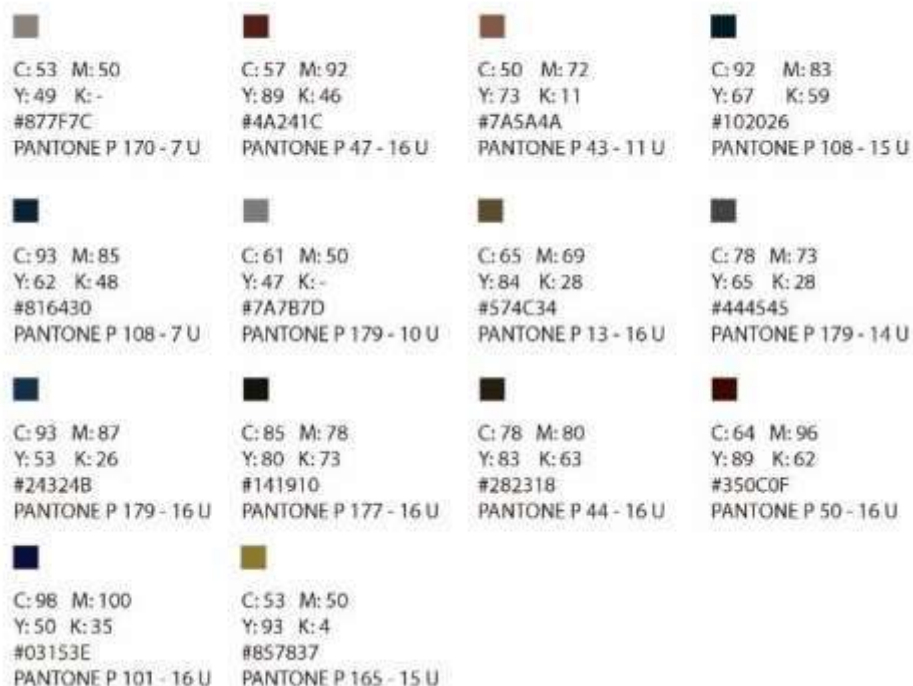 C: 53 M: 50
Y: 49 K: -
#877F7C
PANTONE P 170 - 7 U
C: 57 M: 92
Y: 89 K: 46
#4A241C
PANTONE P 47 - 16 U
C: 50 M: 72
Y: 73 K: 11
#7A5A4A
PANTONE P 43 - 11 U
C: 92 M: 83
Y: 67 K: 59
#102026
PANTONE P 108 - 15 U
C: 93 M: 85
Y: 62 K: 48
#816430
PANTONE P 108 - 7 U
C: 61 M: 50
Y: 47 K: -
#7A7B7D
PANTONE P 179 - 10 U
C: 65 M: 69
Y: 84 K: 28
#574C34
PANTONE P 13 - 16 U
C: 78 M: 73
Y: 65 K: 28
#444545
PANTONE P 179 - 14 U
C: 93 M: 87
Y: 53 K: 26
#24324B
PANTONE P 179 - 16 U
C: 85 M: 78
Y: 80 K: 73
#141910
PANTONE P 177 - 16 U
C: 78 M: 80
Y: 83 K: 63
#282318
PANTONE P 44 - 16 U
C: 64 M: 96
Y: 89 K: 62
#350C0F
PANTONE P 50 - 16 U
C: 98 M: 100
Y: 50 K: 35
#03153E
PANTONE P 101 - 16 U
C: 53 M: 50
Y: 93 K: 4
#857837
PANTONE P 165 - 15 U